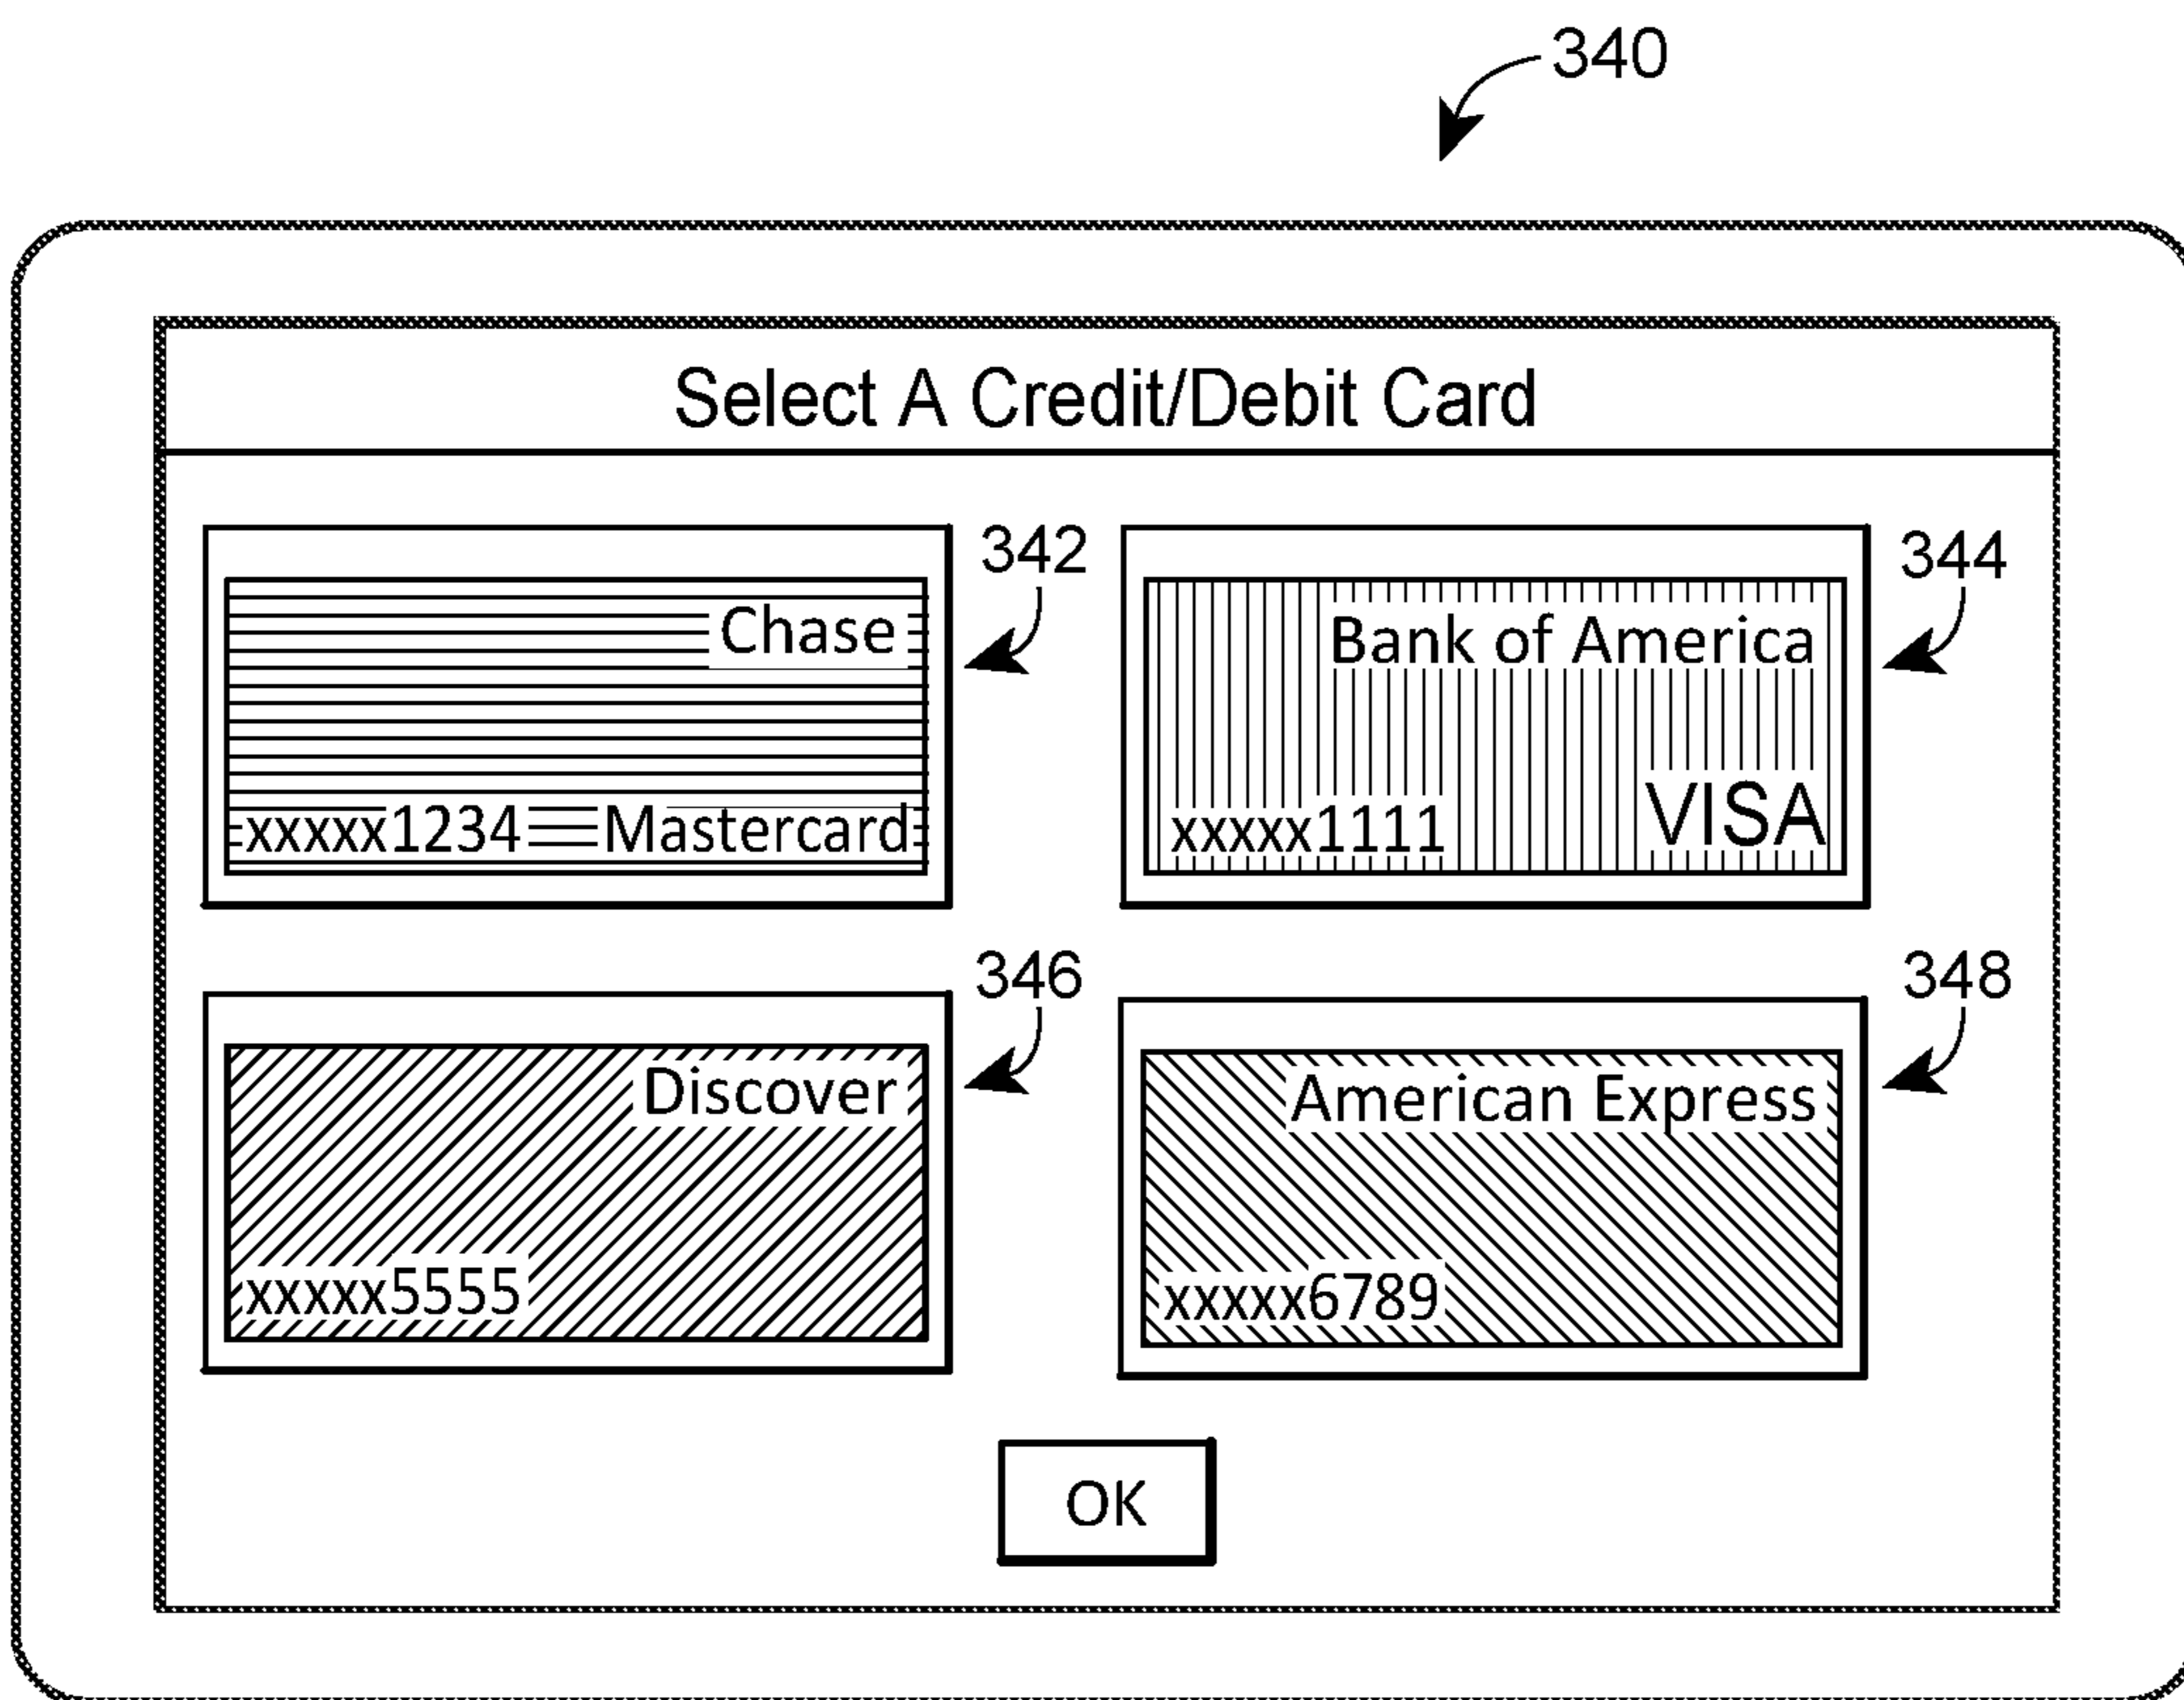 340
Select A Credit/Debit Card
342
Chase
xxxxx1234 Mastercard
344
Bank of America
xxxxx1111 VISA
346
Discover
xxxxx5555
348
American Express
xxxxx6789
OK